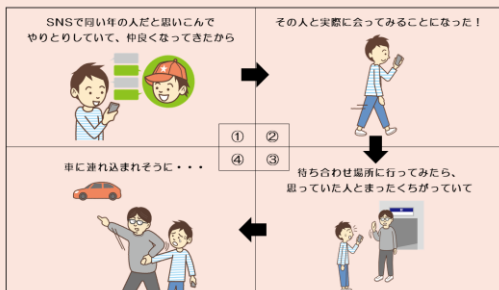 SNSで同い年の人だと思いこんで
やりとりしていて、仲良くなってきたから
その人と実際に会ってみることになった！
①
②
④
③
待ち合わせ場所に行ってみたら、
思っていた人とまったくちがっていて
車に連れ込まれそうに・・・